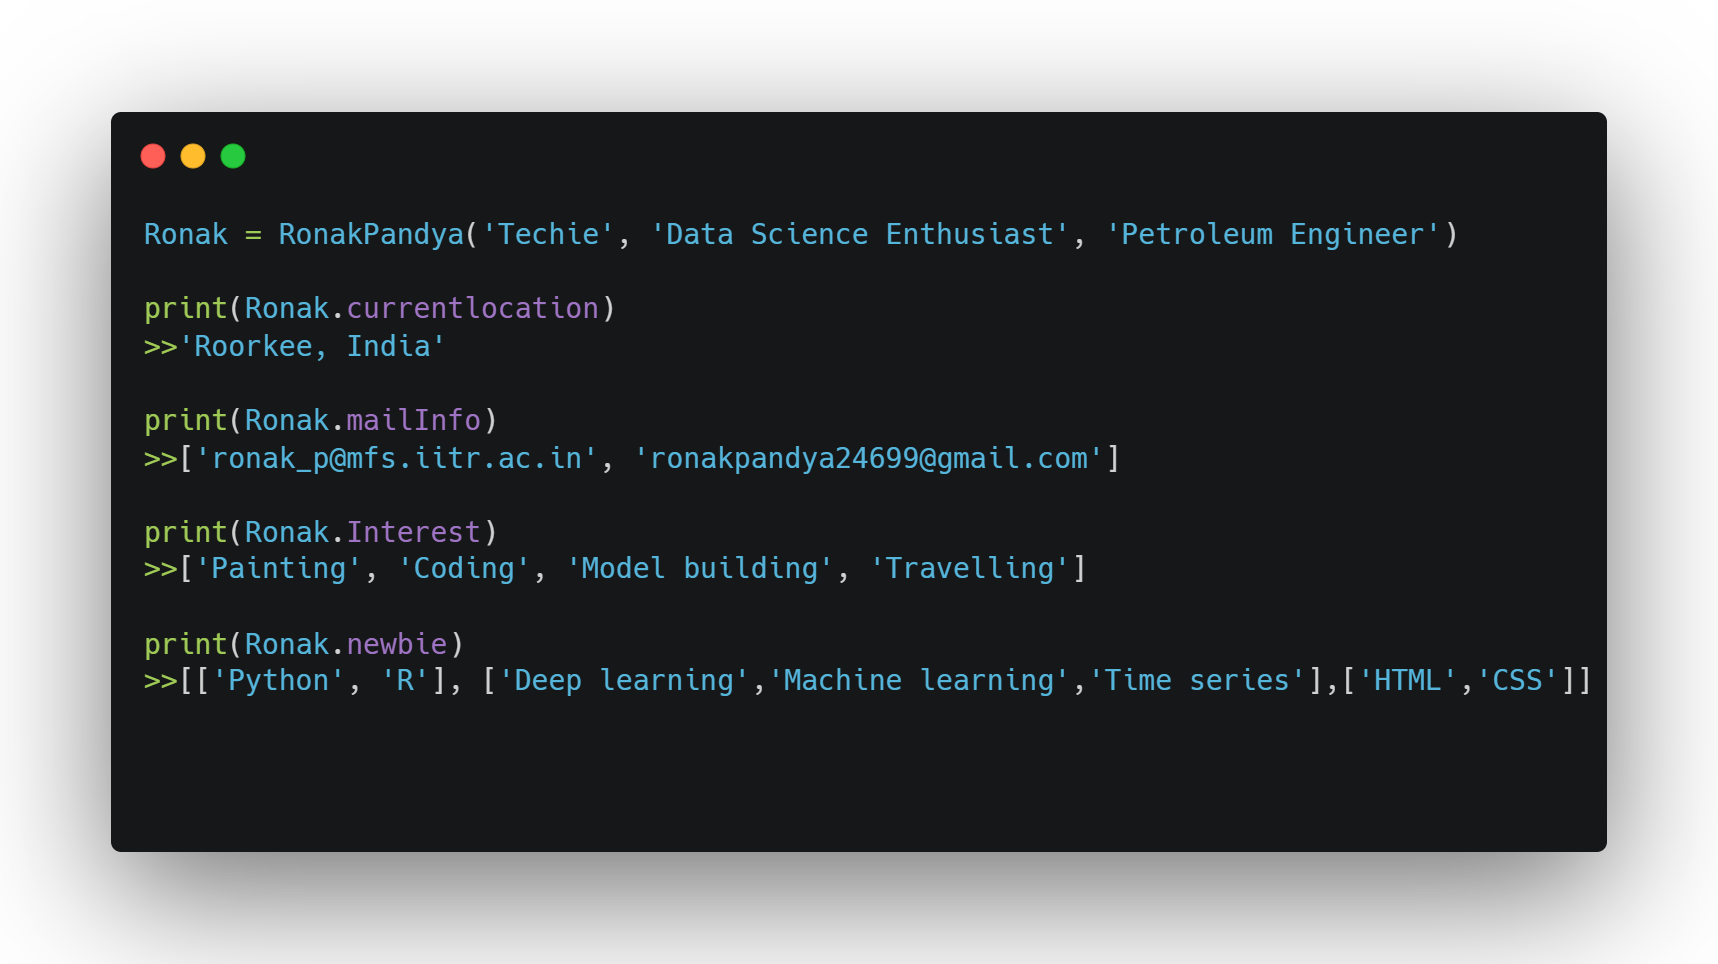 Ronak = RonakPandya('Techie', 'Data Science Enthusiast', 'Petroleum Engineer')
print(Ronak.currentlocation)
>>'Roorkee, India'
print(Ronak.mailInfo)
>>['ronak_p@mfs.iitr.ac.in', 'ronakpandya24699@gmail.com']
print(Ronak.Interest)
>>['Painting', 'Coding', 'Model building', 'Travelling']
print(Ronak.newbie)
>>[['Python', 'R'], ['Deep learning','Machine learning','Time series'],['HTML','CSS']]